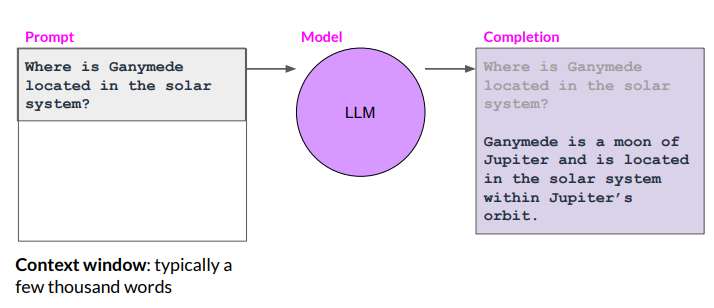 Prompt
Where is Ganymede
located in the solar
system?
Context window: typically a
few thousand words
Model
LLM
Completion
Where is Ganymede
located in the solar
system?
Ganymede is a moon of
Jupiter and is located
in the solar system
within Jupiter's
orbit.